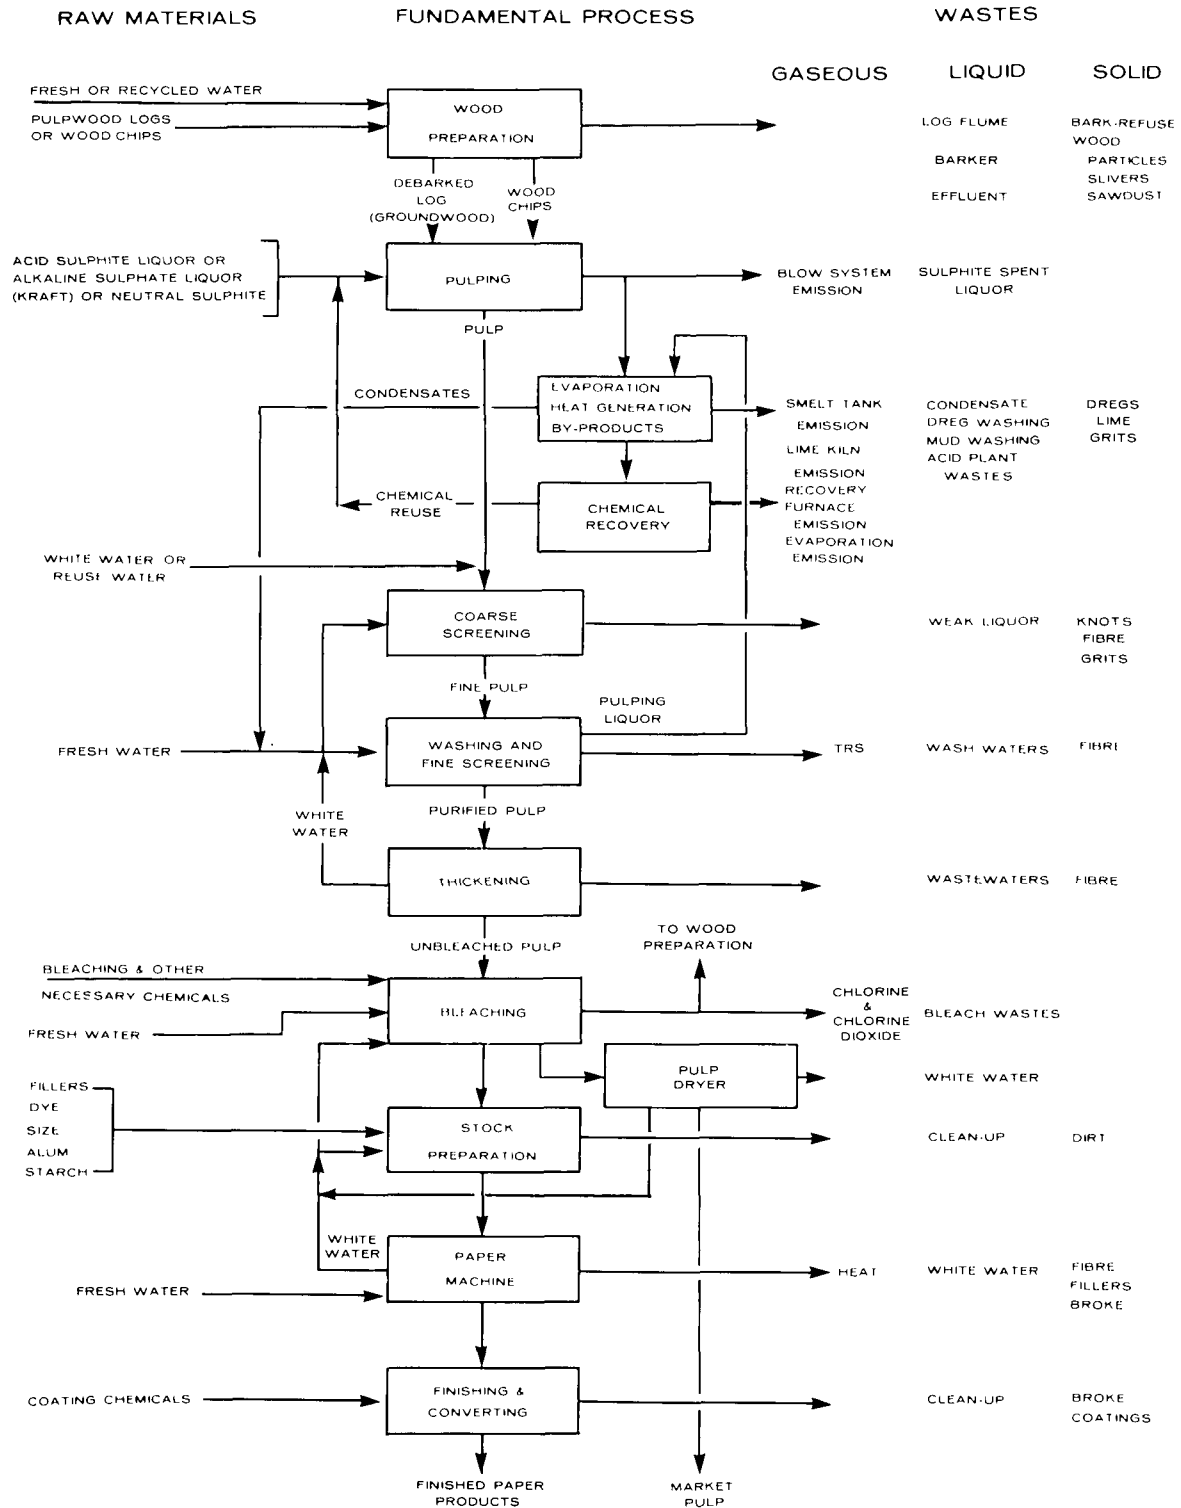 RAW MATERIALS
FUNDAMENTAL PROCESS
WASTES
GASEOUS
LIQUID
SOLID
FRESH OR RECYCLED WATER
PULPWOOD LOGS
OR WOOD CHIPS
WOOD
PREPARATION
LOG FLUME
BARKER
EFFLUENT
BARK-REFUSE
WOOD
PARTICLES
SLIVERS
SAWDUST
DEBARKED
LOG
(GROUNDWOOD)
WOOD
CHIPS
ACID SULPHITE LIQUOR OR
ALKALINE SULPHATE LIQUOR
(KRAFT) OR NEUTRAL SULPHITE
PULPING
BLOW SYSTEM
EMISSION
SULPHITE SPENT
LIQUOR
PULP
CONDENSATES
EVAPORATION
HEAT GENERATION
BY-PRODUCTS
SMELT TANK
EMISSION
LIME KILN
EMISSION
RECOVERY
FURNACE
EMISSION
EVAPORATION
EMISSION
CONDENSATE
DREG WASHING
MUD WASHING
ACID PLANT
WASTES
DREGS
LIME
GRITS
CHEMICAL
REUSE
CHEMICAL
RECOVERY
WHITE WATER OR
REUSE WATER
COARSE
SCREENING
WEAK LIQUOR
KNOTS
FIBRE
GRITS
FINE PULP
PULPING
LIQUOR
FRESH WATER
WASHING AND
FINE SCREENING
TRS
WASH WATERS
FIBRE
WHITE
WATER
PURIFIED PULP
THICKENING
WASTEWATERS
FIBRE
UNBLEACHED PULP
TO WOOD
PREPARATION
BLEACHING & OTHER
NECESSARY CHEMICALS
FRESH WATER
BLEACHING
CHLORINE
&
CHLORINE
DIOXIDE
BLEACH WASTES
PULP
DRYER
WHITE WATER
FILLERS
DYE
SIZE
ALUM
STARCH
STOCK
PREPARATION
CLEAN-UP
DIRT
WHITE
WATER
PAPER
MACHINE
HEAT
WHITE WATER
FIBRE
FILLERS
BROKE
FRESH WATER
COATING CHEMICALS
FINISHING &
CONVERTING
CLEAN-UP
BROKE
COATINGS
FINISHED PAPER
PRODUCTS
MARKET
PULP